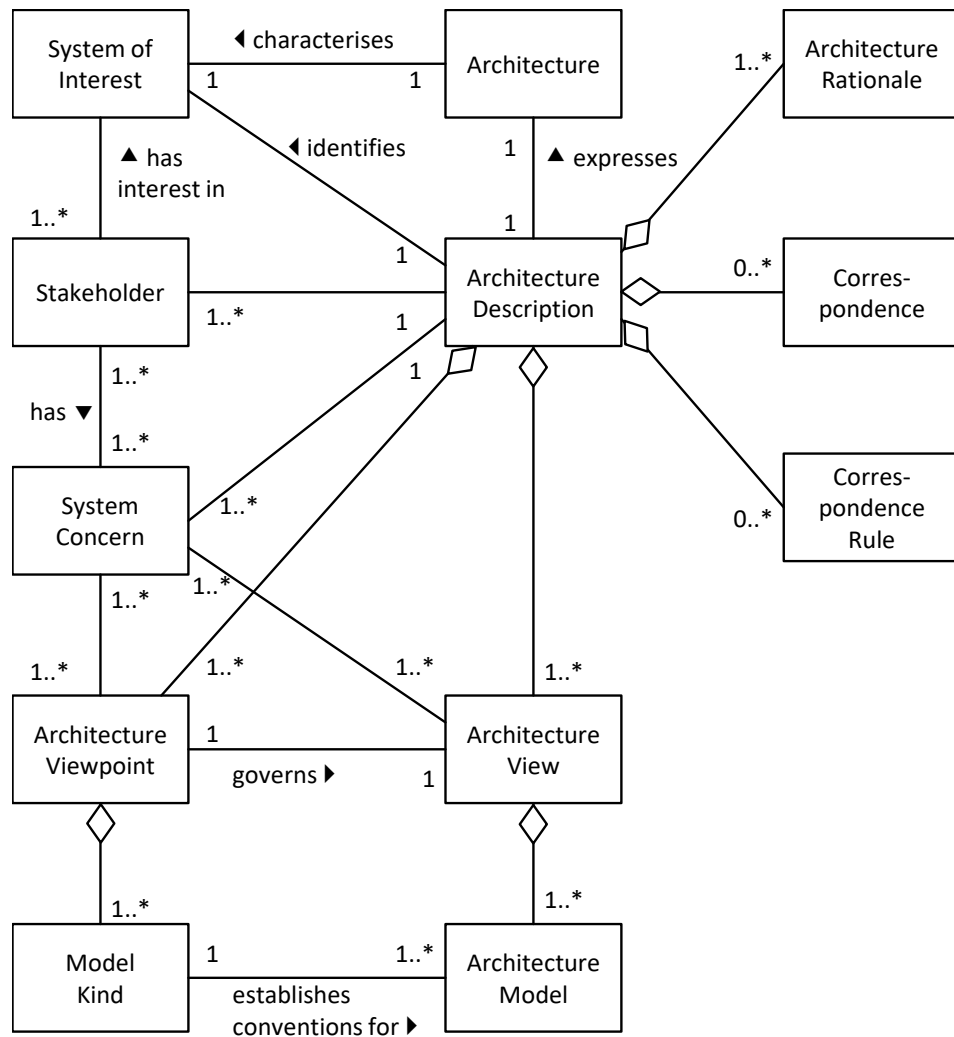 System of
Interest
◀ characterises
1
1
Architecture
1..*
Architecture
Rationale
◀ identifies
1
▲ expresses
▲ has
interest in
1..*
1
1
Stakeholder
1..*
1
Architecture
Description
0..*
Corres-
pondence
1..*
1
has ▼
1..*
System
Concern
1..*
Corres-
pondence
Rule
0..*
1..*
1..*
1..*
1..*
1..*
1..*
Architecture
Viewpoint
1
governs ▶
1
Architecture
View
1..*
1..*
Model
Kind
1
1..*
establishes
conventions for ▶
Architecture
Model